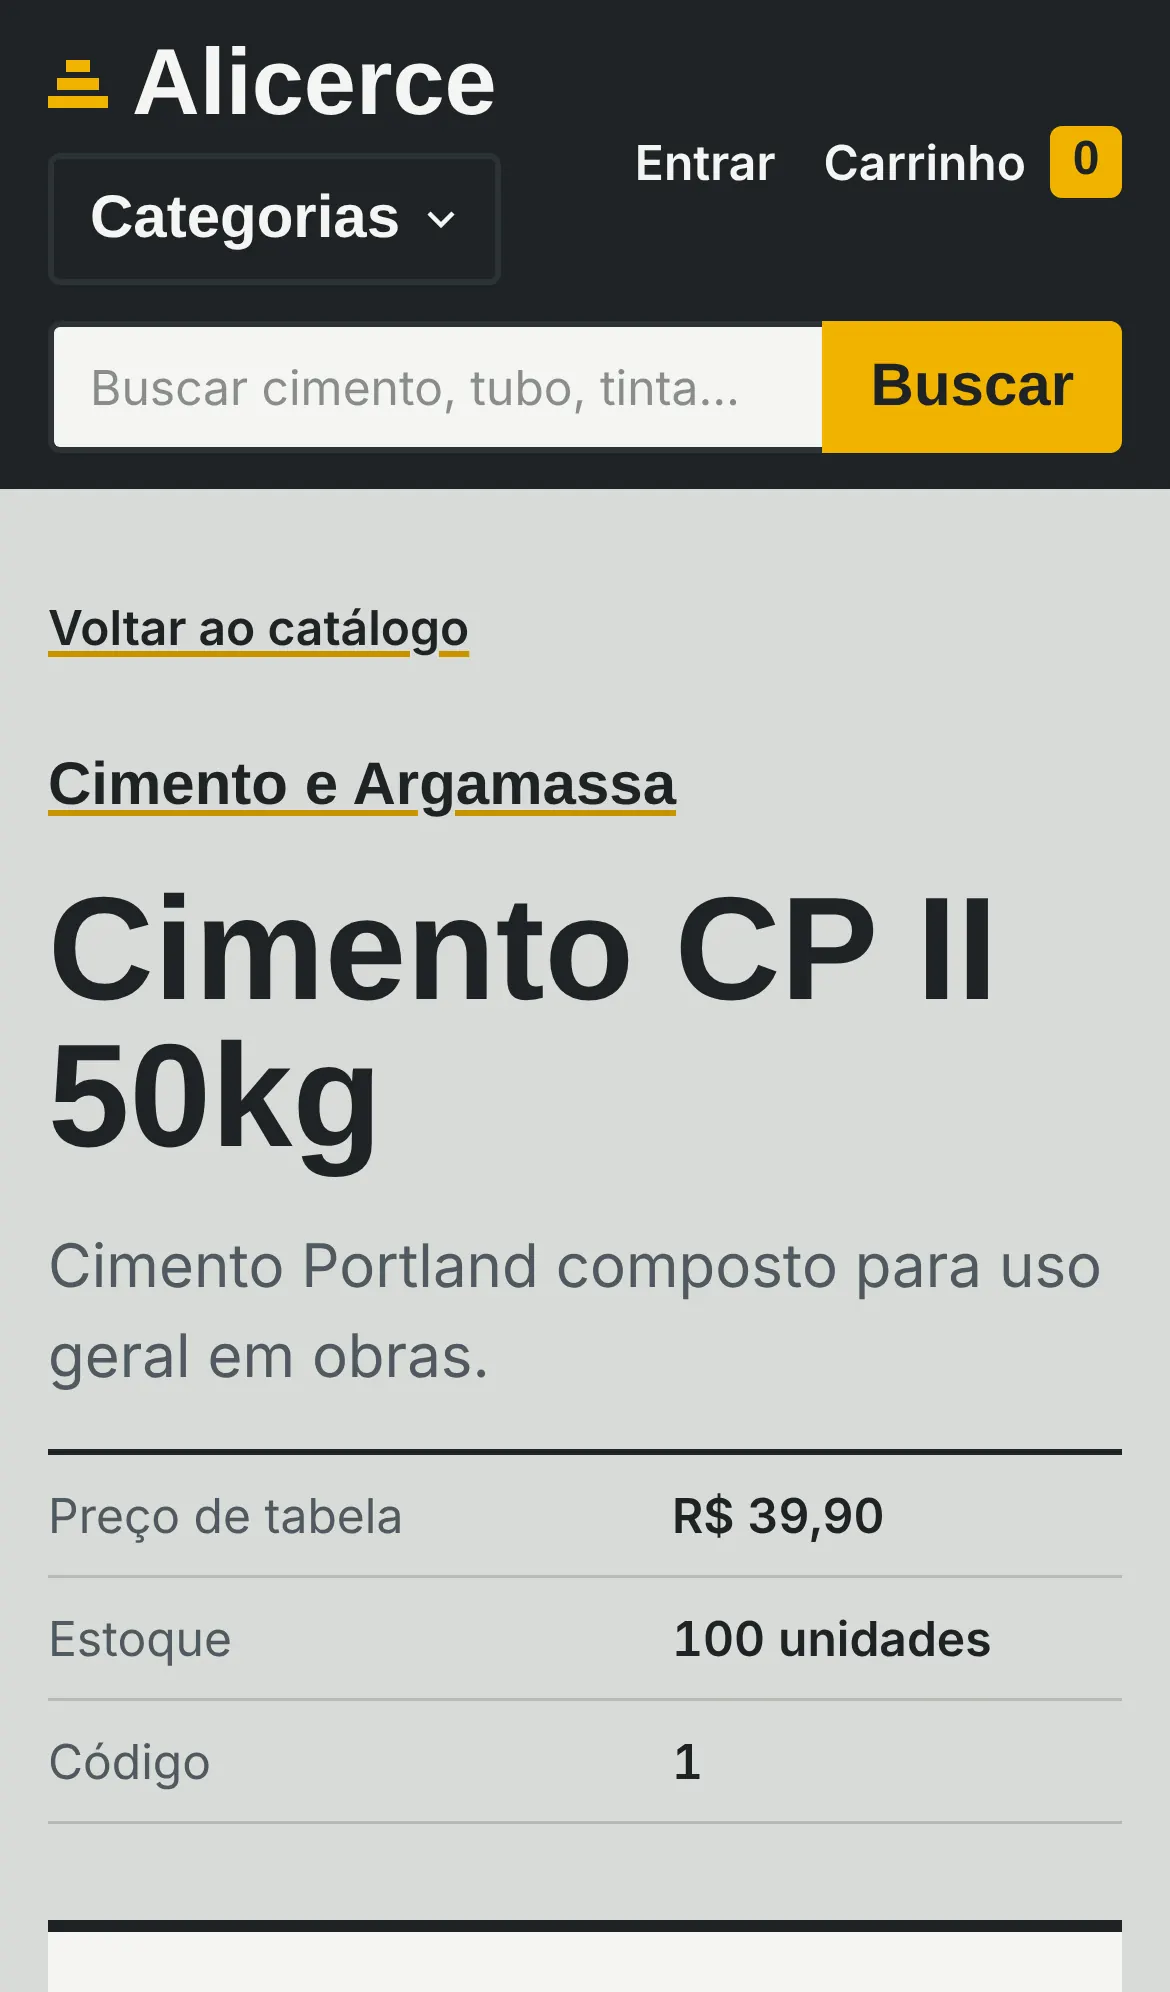 Alicerce
Categorias
Entrar
Carrinho 0
Buscar cimento, tubo, tinta...
Buscar
Voltar ao catálogo
Cimento e Argamassa
Cimento CP II
50kg
Cimento Portland composto para uso
geral em obras.
Preço de tabela R$ 39,90
Estoque 100 unidades
Código 1